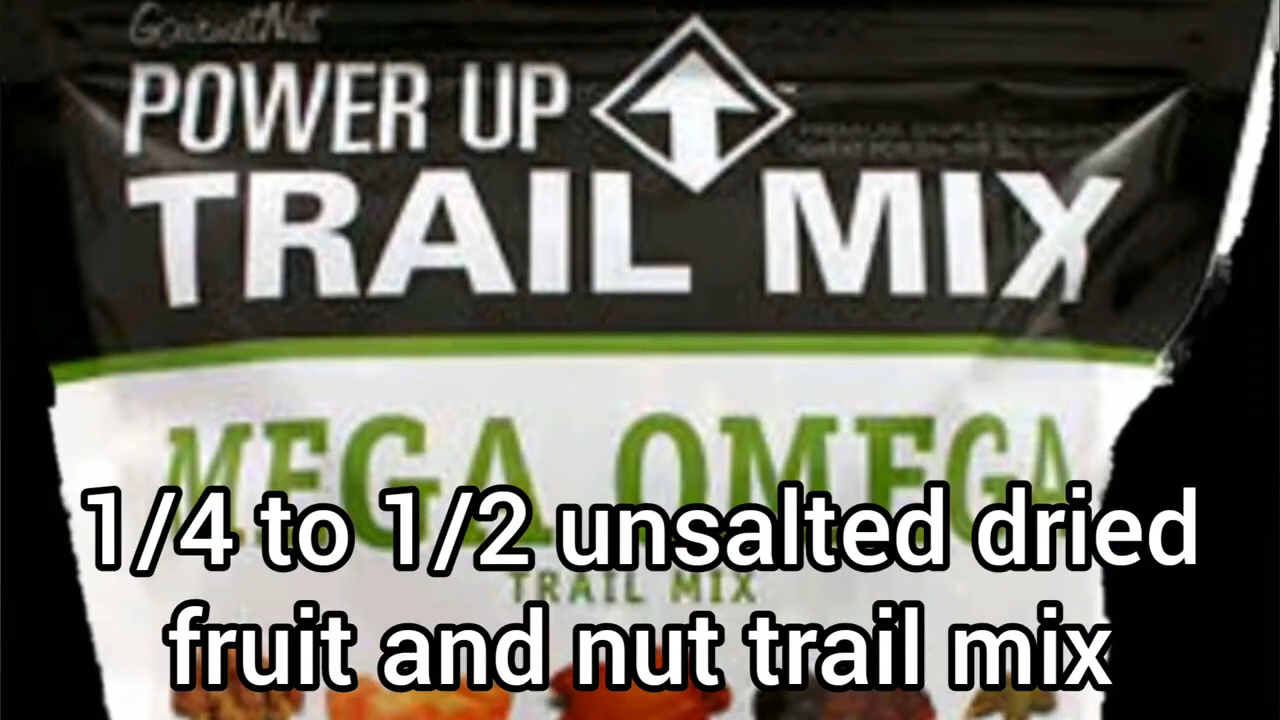 GourmetNut
POWER UP
TRAIL MIX
MEGA OMEGA
1/4 to 1/2 unsalted dried
TRAIL MIX
fruit and nut trail mix